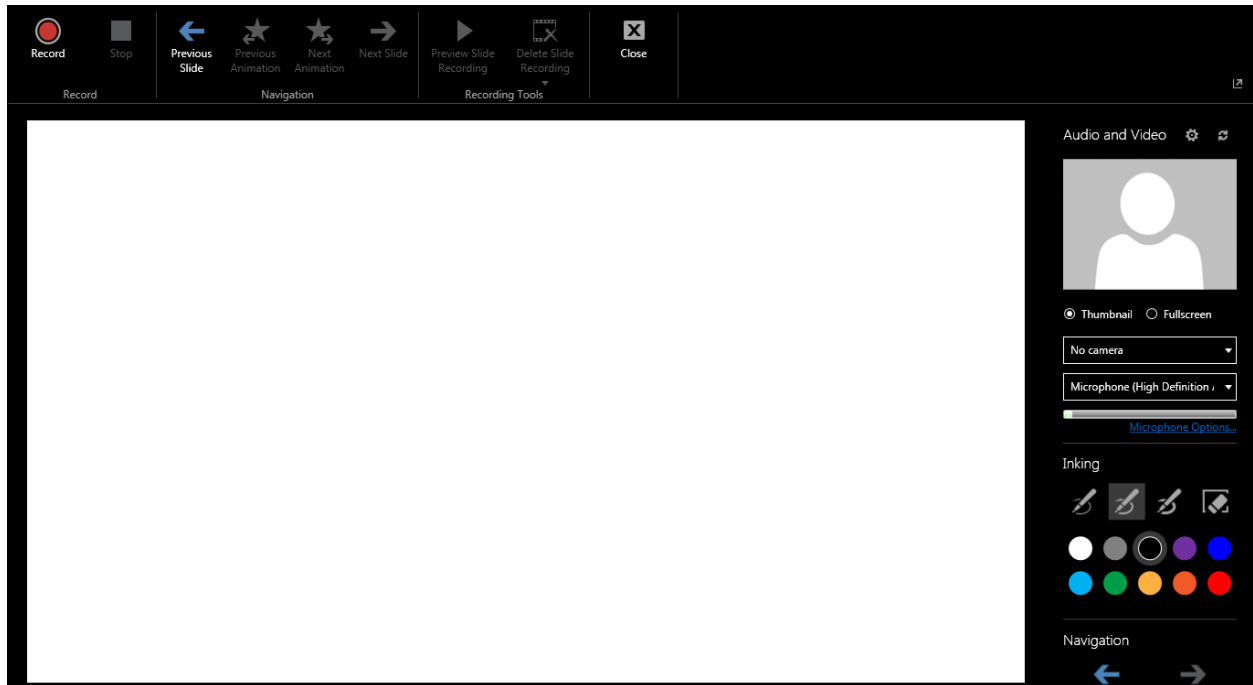 Record
Stop
Previous Slide
Previous Animation
Next Animation
Next Slide
Preview Slide Recording
Delete Slide Recording
Close
Record
Navigation
Recording Tools
Audio and Video
Thumbnail
Fullscreen
No camera
Microphone (High Definition
Microphone Options...
Inking
Navigation